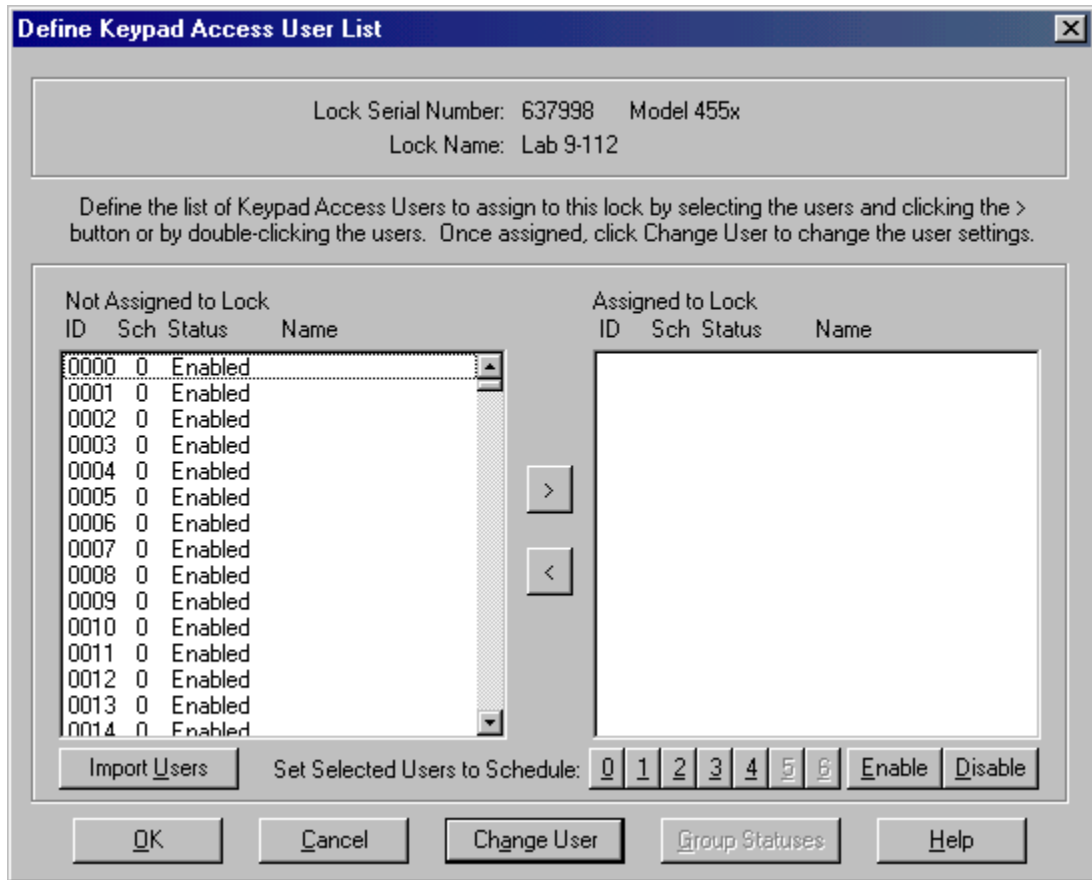 Define Keypad Access User List
Lock Serial Number: 637998 Model 455x
Lock Name: Lab 9-112
Define the list of Keypad Access Users to assign to this lock by selecting the users and clicking the >
button or by double-clicking the users. Once assigned, click Change User to change the user settings.
Not Assigned to Lock
ID Sch Status Name
0000 0 Enabled
0001 0 Enabled
0002 0 Enabled
0003 0 Enabled
0004 0 Enabled
0005 0 Enabled
0006 0 Enabled
0007 0 Enabled
0008 0 Enabled
0009 0 Enabled
0010 0 Enabled
0011 0 Enabled
0012 0 Enabled
0013 0 Enabled
0014 0 Enabled
>
<
Assigned to Lock
ID Sch Status Name
Import Users
Set Selected Users to Schedule: 0 1 2 3 4 5 6 Enable Disable
OK Cancel Change User Group Statuses Help